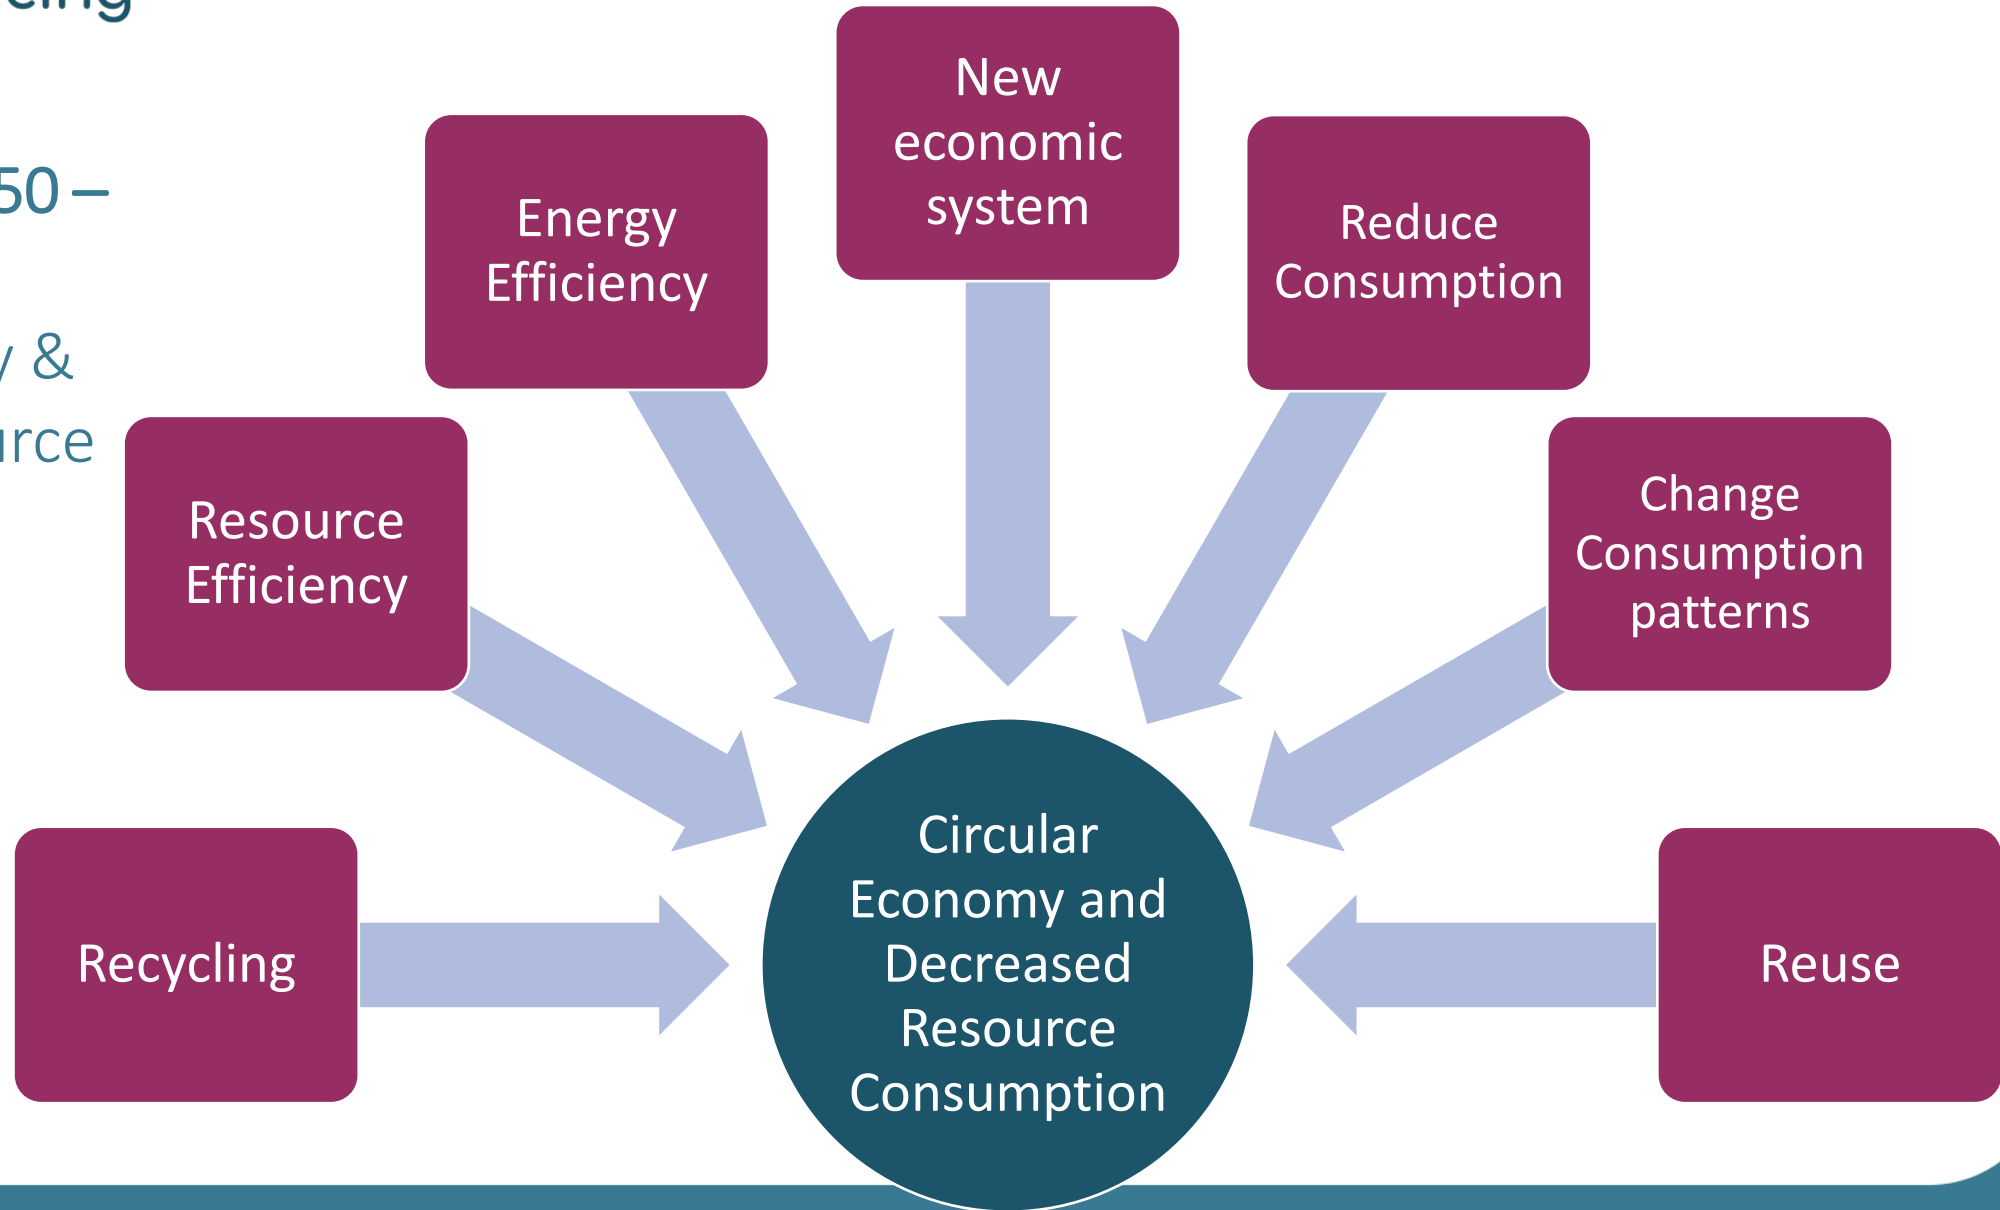 50 –
&
New
economic
system
Energy
Efficiency
Reduce
Consumption
Resource
Efficiency
Change
Consumption
patterns
Recycling
Circular
Economy and
Decreased
Resource
Consumption
Reuse